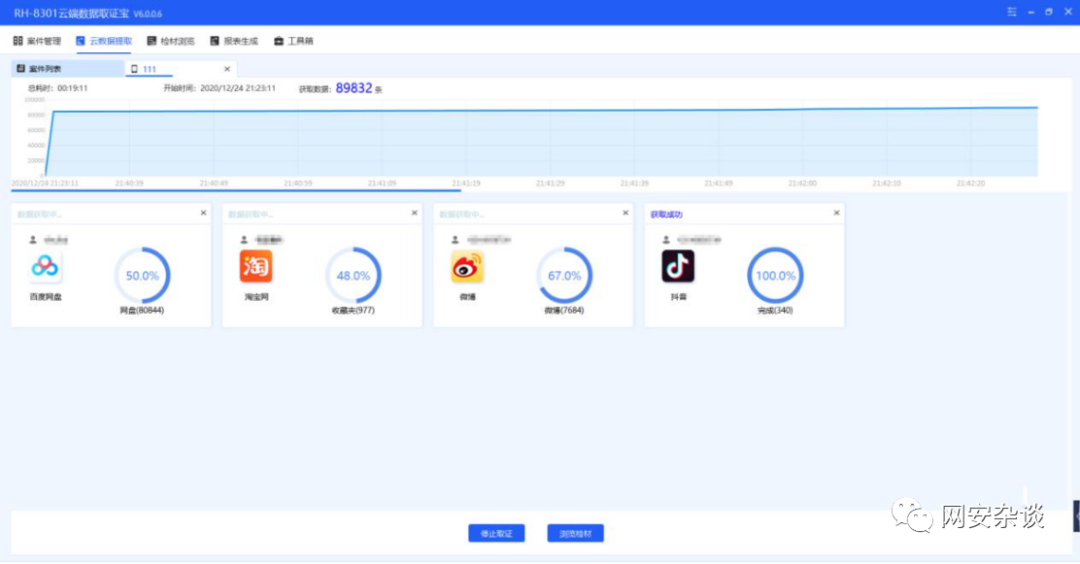 RH-8301云端数据取证宝 V6.0.0.6
案件管理 云数据提取 检材浏览 报表生成 工具箱
案件列表 111
总耗时: 00:19:11 开始时间: 2020/12/24 21:23:11 获取数据: 89832 条
100000
80000
60000
40000
20000
0
2020/12/24 21:23:11 21:40:39 21:40:49 21:40:59 21:41:09 21:41:19 21:41:29 21:41:39 21:41:49 21:42:00 21:42:10 21:42:20
数据获取中... 数据获取中... 数据获取中... 获取成功
50.0% 48.0% 67.0% 100.0%
百度网盘 淘宝网 微博 抖音
淘
网盘(80844) 收藏夹(977) 微博(7684) 完成(340)
停止取证 浏览检材
网安杂谈